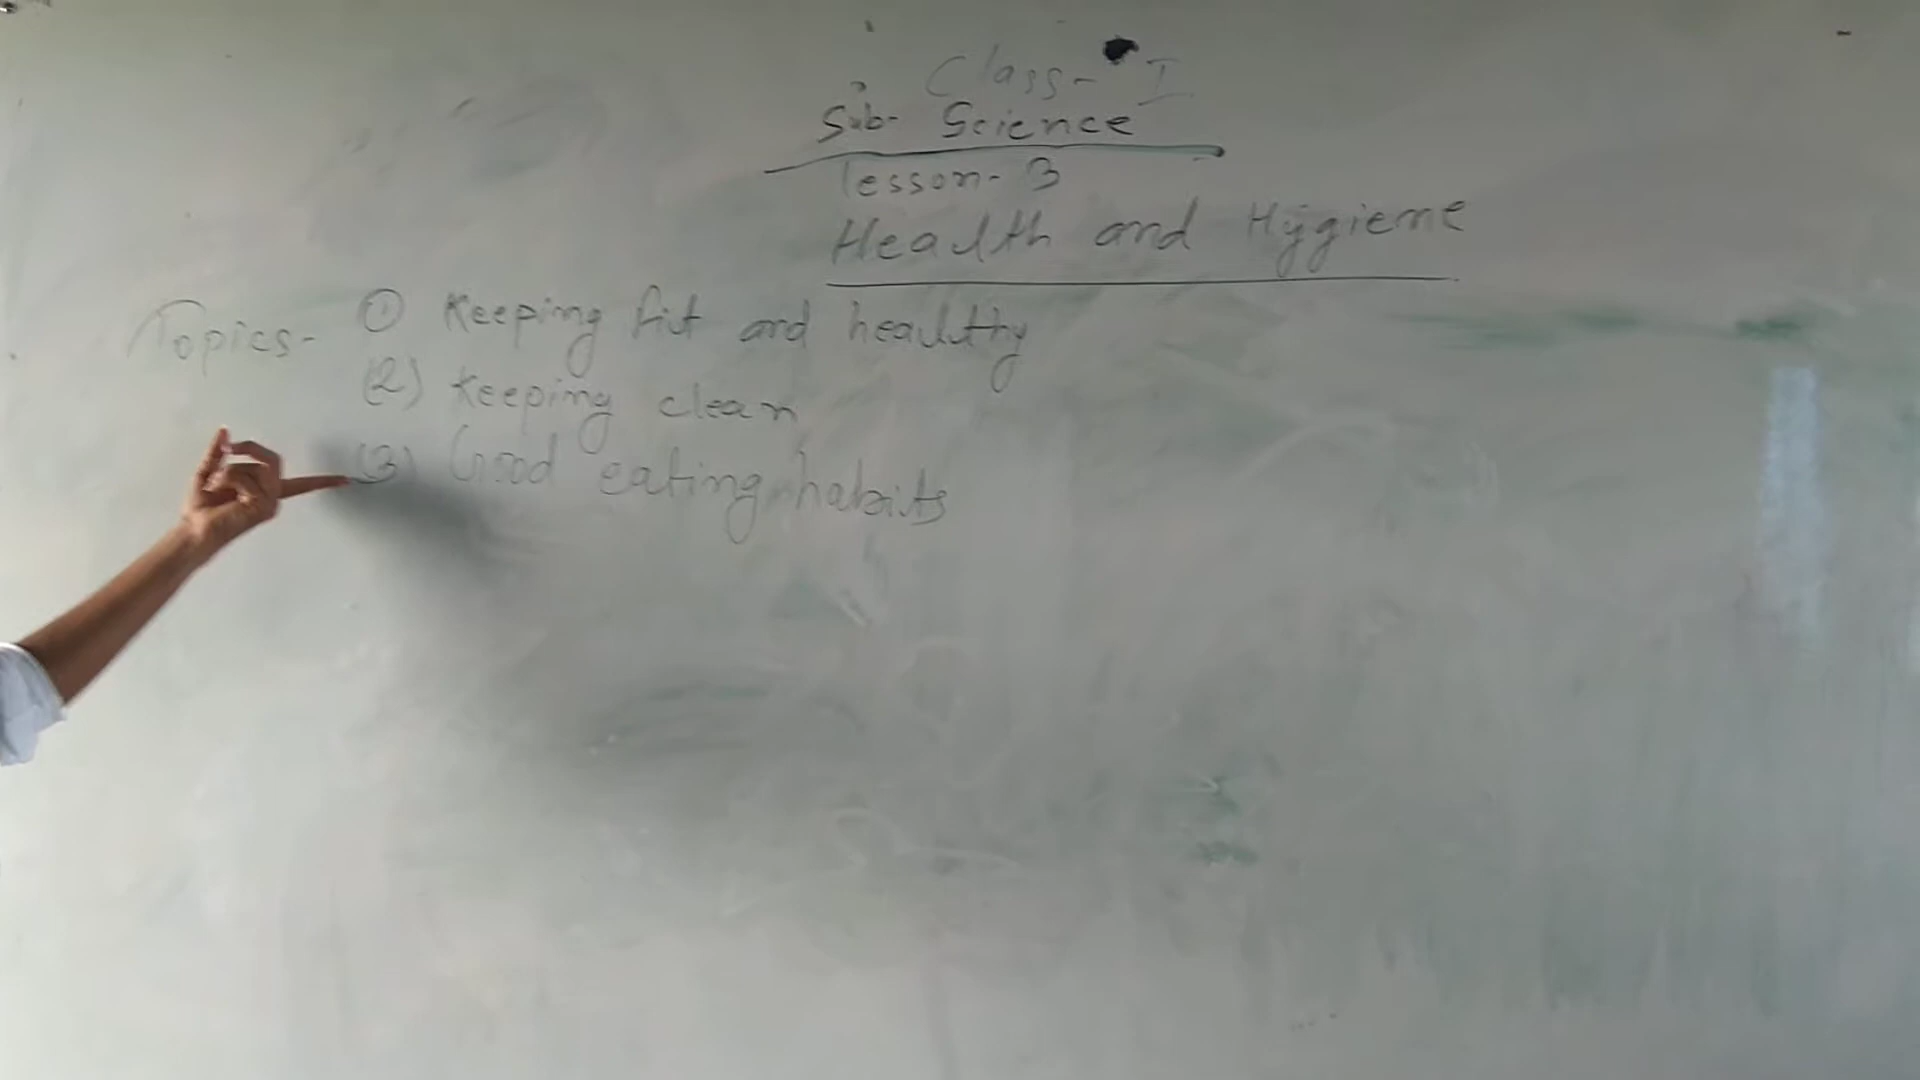 Class- I
Sub- Science
lesson- 3
Health and Hygiene
Topics- ① Keeping fit and healthy
(2) Keeping clean
(3) Good eating habits